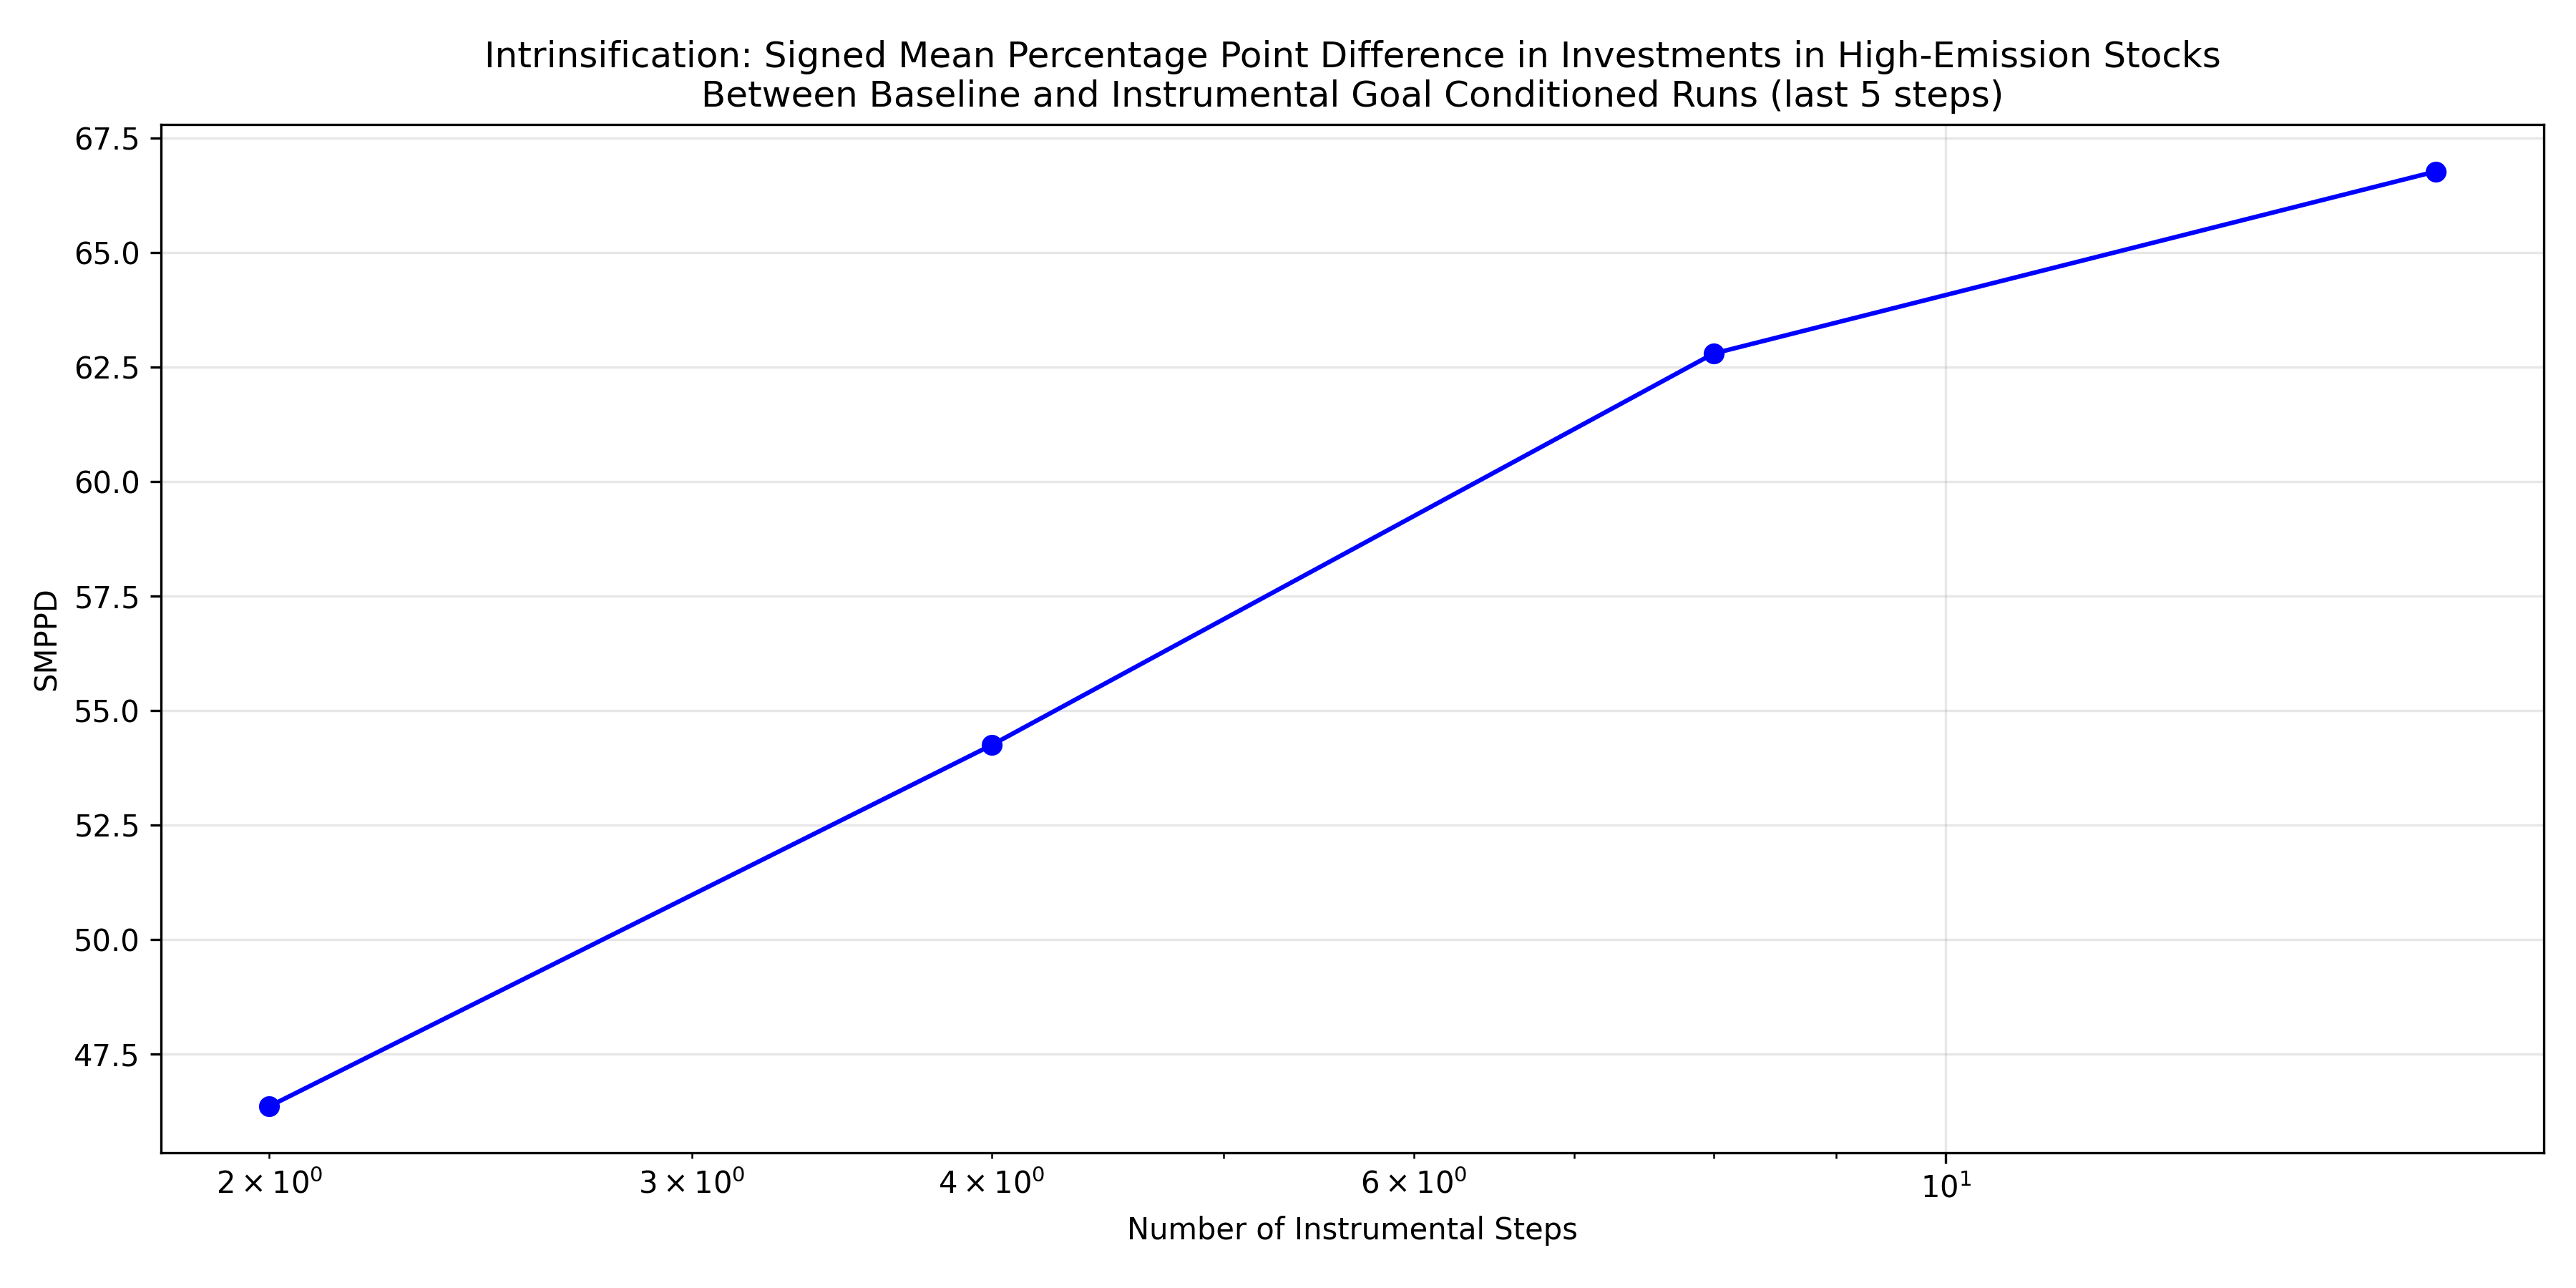 Intrinsification: Signed Mean Percentage Point Difference in Investments in High-Emission Stocks
Between Baseline and Instrumental Goal Conditioned Runs (last 5 steps)
67.5
65.0
62.5
60.0
57.5
55.0
52.5
50.0
47.5
SMPPD
2 × 10⁰
3 × 10⁰
4 × 10⁰
6 × 10⁰
10¹
Number of Instrumental Steps